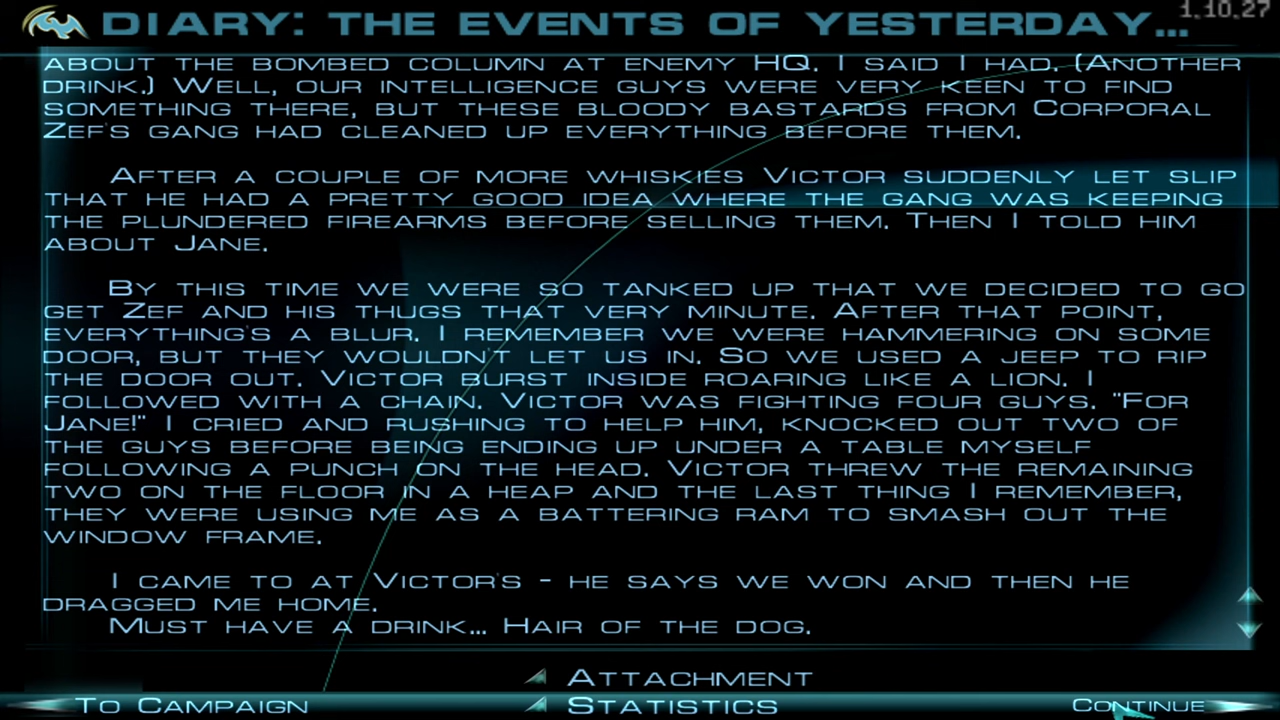 DIARY: THE EVENTS OF YESTERDAY...
1.10.27
ABOUT THE BOMBED COLUMN AT ENEMY HQ. I SAID I HAD. (ANOTHER
DRINK.) WELL, OUR INTELLIGENCE GUYS WERE VERY KEEN TO FIND
SOMETHING THERE, BUT THESE BLOODY BASTARDS FROM CORPORAL
ZEF'S GANG HAD CLEANED UP EVERYTHING BEFORE THEM.
AFTER A COUPLE OF MORE WHISKIES VICTOR SUDDENLY LET SLIP
THAT HE HAD A PRETTY GOOD IDEA WHERE THE GANG WAS KEEPING
THE PLUNDERED FIREARMS BEFORE SELLING THEM. THEN I TOLD HIM
ABOUT JANE.
BY THIS TIME WE WERE SO TANKED UP THAT WE DECIDED TO GO
GET ZEF AND HIS THUGS THAT VERY MINUTE. AFTER THAT POINT,
EVERYTHING'S A BLUR. I REMEMBER WE WERE HAMMERING ON SOME
DOOR, BUT THEY WOULDN'T LET US IN. SO WE USED A JEEP TO RIP
THE DOOR OUT. VICTOR BURST INSIDE ROARING LIKE A LION. I
FOLLOWED WITH A CHAIN. VICTOR WAS FIGHTING FOUR GUYS. "FOR
JANE!" I CRIED AND RUSHING TO HELP HIM, KNOCKED OUT TWO OF
THE GUYS BEFORE BEING ENDING UP UNDER A TABLE MYSELF
FOLLOWING A PUNCH ON THE HEAD. VICTOR THREW THE REMAINING
TWO ON THE FLOOR IN A HEAP AND THE LAST THING I REMEMBER,
THEY WERE USING ME AS A BATTERING RAM TO SMASH OUT THE
WINDOW FRAME.
I CAME TO AT VICTOR'S - HE SAYS WE WON AND THEN HE
DRAGGED ME HOME.
MUST HAVE A DRINK... HAIR OF THE DOG.
ATTACHMENT
TO CAMPAIGN
STATISTICS
CONTINUE